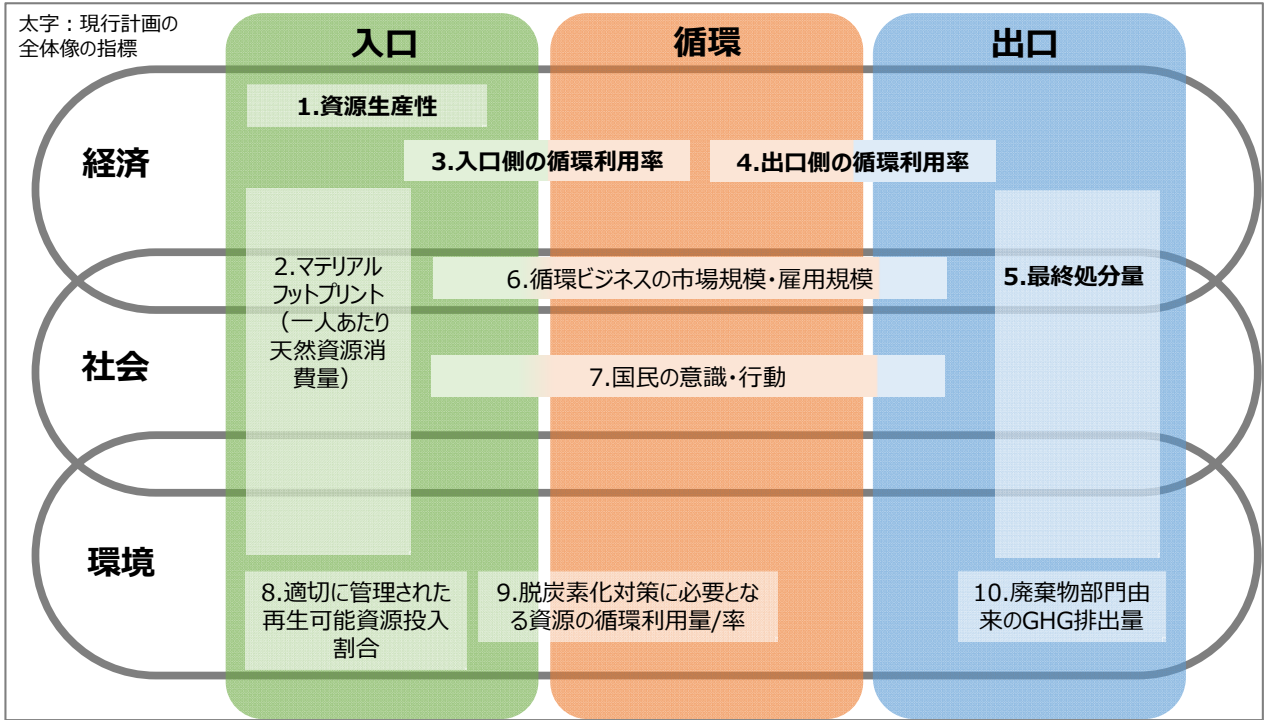 太字：現行計画の
全体像の指標
入口
循環
出口
経済
1.資源生産性
3.入口側の循環利用率
4.出口側の循環利用率
2.マテリアル
フットプリント
（一人あたり
天然資源消
費量）
6.循環ビジネスの市場規模・雇用規模
5.最終処分量
社会
7.国民の意識・行動
環境
8.適切に管理された
再生可能資源投入
割合
9.脱炭素化対策に必要とな
る資源の循環利用量/率
10.廃棄物部門由
来のGHG排出量